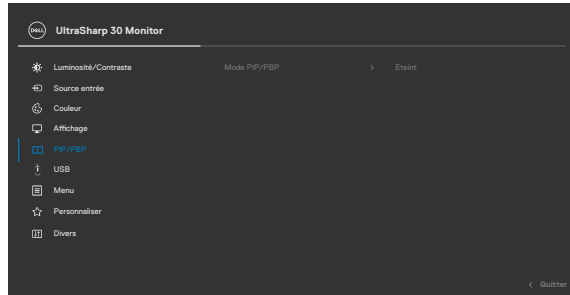 DELL UltraSharp 30 Monitor
Luminosité/Contraste Mode PIP/PBP > Eteint
Source entrée
Couleur
Affichage
PIP/PBP
USB
Menu
Personnaliser
Divers
< Quitter